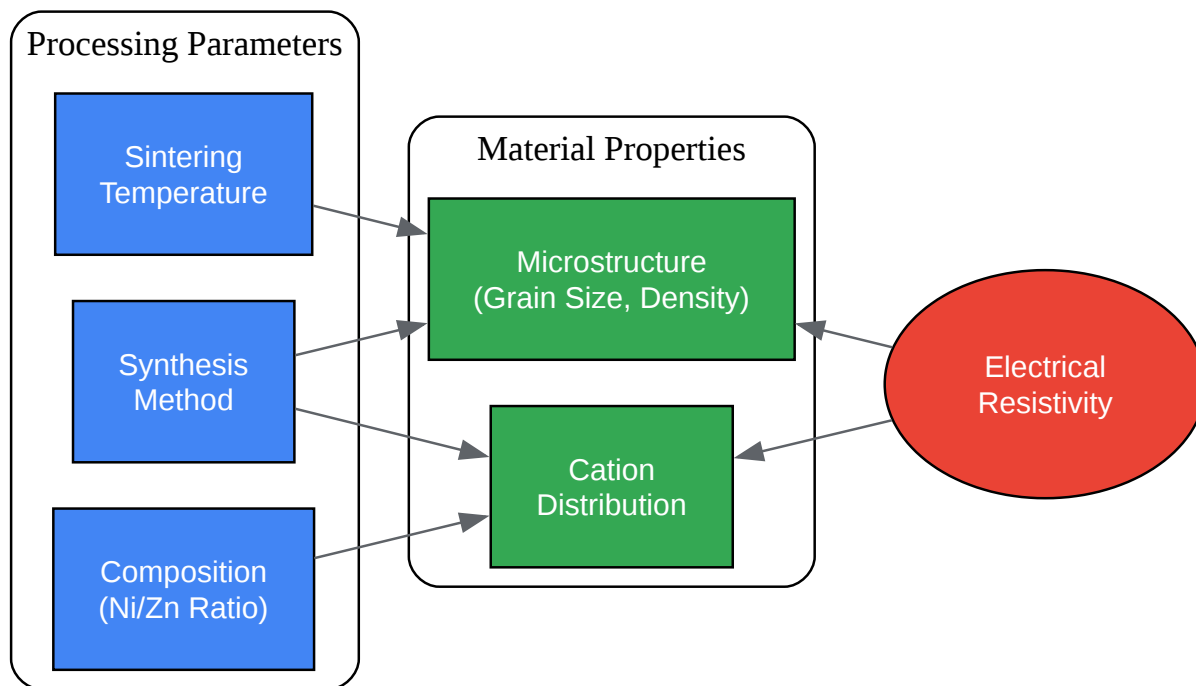 Processing Parameters
Sintering
Temperature
Synthesis
Method
Composition
(Ni/Zn Ratio)
Material Properties
Microstructure
(Grain Size, Density)
Cation
Distribution
Electrical
Resistivity